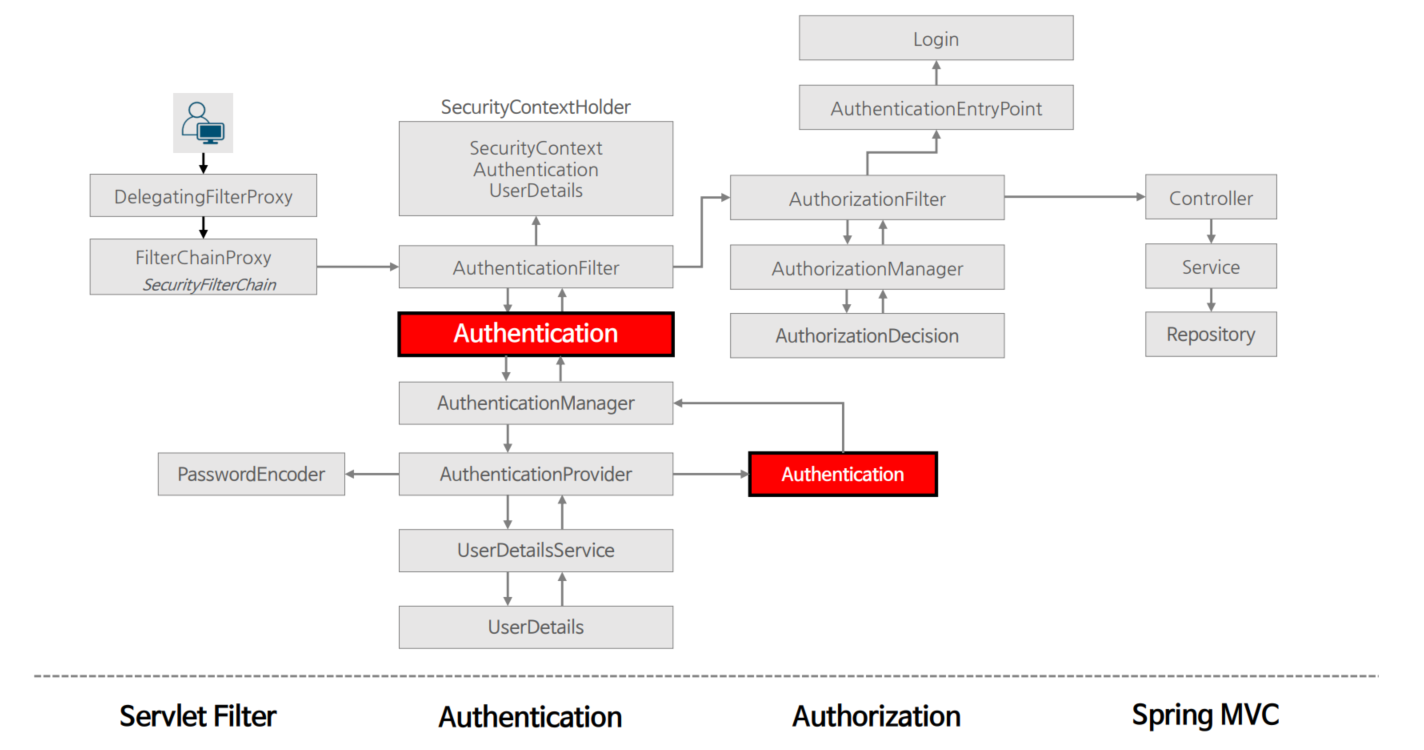 Login
AuthenticationEntryPoint
SecurityContextHolder
SecurityContext
Authentication
UserDetails
DelegatingFilterProxy
AuthorizationFilter
Controller
FilterChainProxy
SecurityFilterChain
AuthenticationFilter
AuthorizationManager
Service
Authentication
AuthorizationDecision
Repository
AuthenticationManager
PasswordEncoder
AuthenticationProvider
Authentication
UserDetailsService
UserDetails
Servlet Filter
Authentication
Authorization
Spring MVC